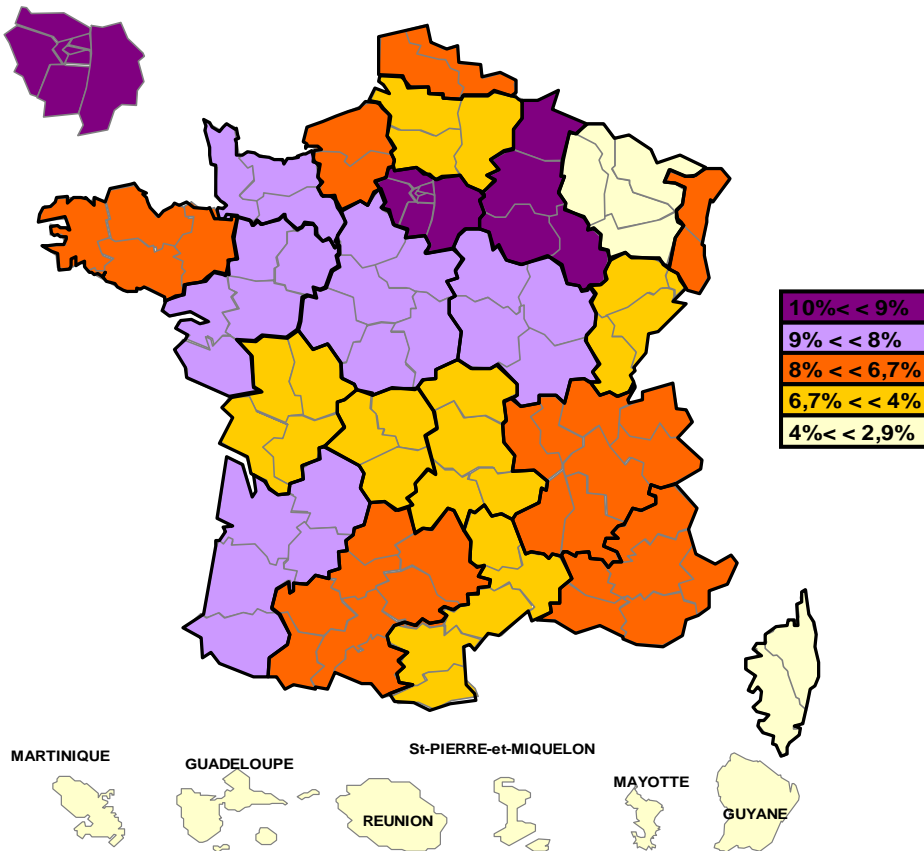 10%< < 9%
9% < < 8%
8% < < 6,7%
6,7% < < 4%
4%< < 2,9%
St-PIERRE-et-MIQUELON
MARTINIQUE
GUADELOUPE
MAYOTTE
REUNION
GUYANE